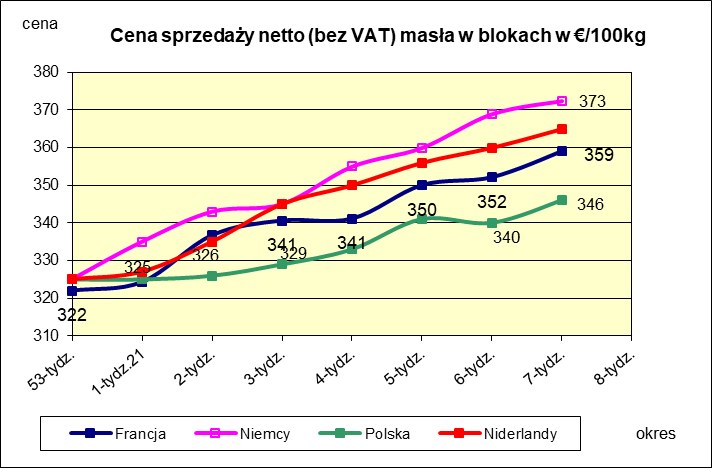 cena
Cena sprzedaży netto (bez VAT) masła w blokach w €/100kg
380
370
360
350
340
330
320
310
373
359
346
352
350
340
341
341
329
326
325
322
53-tydz.
1-tydz.21
2-tydz.
3-tydz.
4-tydz.
5-tydz.
6-tydz.
7-tydz.
8-tydz.
Francja Niemcy Polska Niderlandy
okres